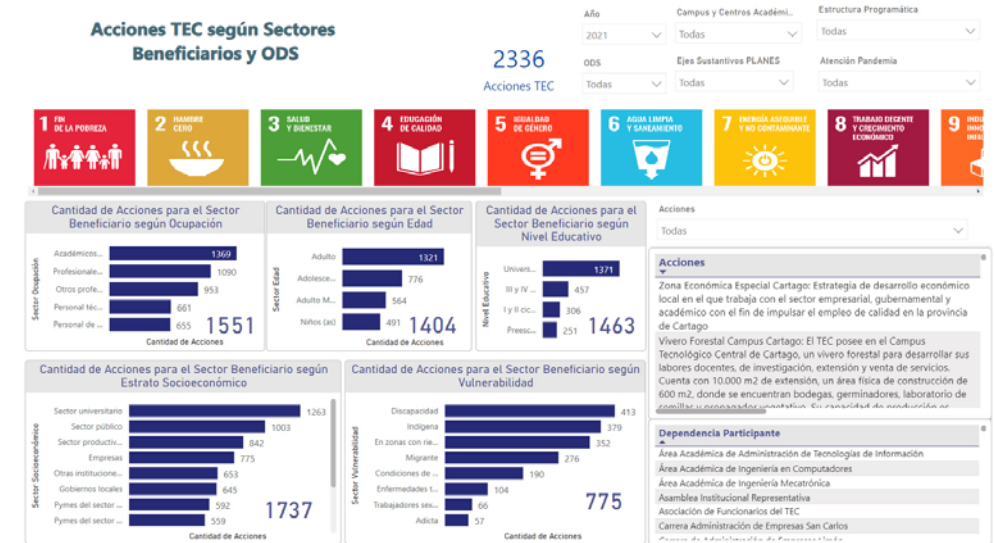 Acciones TEC según Sectores
Beneficiarios y ODS
2336
Acciones TEC
Año
2021
Campus y Centros Académi...
Todas
Estructura Programática
Todas
ODS
Todas
Ejes Sustantivos PLANES
Todas
Atención Pandemia
Todas
1 FIN
DE LA POBREZA
2 HAMBRE
CERO
3 SALUD
Y BIENESTAR
4 EDUCACIÓN
DE CALIDAD
5 IGUALDAD
DE GÉNERO
6 AGUA LIMPIA
Y SANEAMIENTO
7 ENERGÍA ASEQUIBLE
Y NO CONTAMINANTE
8 TRABAJO DECENTE
Y CRECIMIENTO
ECONÓMICO
9
Cantidad de Acciones para el Sector
Beneficiario según Ocupación
Sector Ocupación
Académicos... 1369
Profesionale... 1090
Otros profe... 953
Personal téc... 661
Personal de ... 655
1551
Cantidad de Acciones
Cantidad de Acciones para el Sector
Beneficiario según Edad
Sector Edad
Adulto 1321
Adolesce... 776
Adulto M... 564
Niños (as) 491
1404
Cantidad de Acciones
Cantidad de Acciones para el
Sector Beneficiario según
Nivel Educativo
Nivel Educativo
Univers... 1371
III y IV ... 457
I y II cic... 306
Preesc... 251
1463
Acciones
Todas
Acciones
Zona Económica Especial Cartago: Estrategia de desarrollo económico
local en el que trabaja con el sector empresarial, gubernamental y
académico con el fin de impulsar el empleo de calidad en la provincia
de Cartago
Vivero Forestal Campus Cartago: El TEC posee en el Campus
Tecnológico Central de Cartago, un vivero forestal para desarrollar sus
labores docentes, de investigación, extensión y venta de servicios.
Cuenta con 10.000 m2 de extensión, un área física de construcción de
600 m2, donde se encuentran bodegas, germinadores, laboratorio de
semillas y propagador vegetativo. Su capacidad de producción es
Cantidad de Acciones para el Sector Beneficiario según
Estrato Socioeconómico
Sector Socioeconómico
Sector universitario 1263
Sector público 1003
Sector productiv... 842
Empresas 775
Otras institucione... 653
Gobiernos locales 645
Pymes del sector ... 592
Pymes del sector ... 559
1737
Cantidad de Acciones
Cantidad de Acciones para el Sector Beneficiario según
Vulnerabilidad
Sector Vulnerabilidad
Discapacidad 413
Indígena 379
En zonas con rie... 352
Migrante 276
Condiciones de ... 190
Enfermedades t... 104
Trabajadores sex... 66
Adicta 57
775
Cantidad de Acciones
Dependencia Participante
Área Académica de Administración de Tecnologías de Información
Área Académica de Ingeniería en Computadores
Área Académica de Ingeniería Mecatrónica
Asamblea Institucional Representativa
Asociación de Funcionarios del TEC
Carrera Administración de Empresas San Carlos
Carrera de Administración de Empresas Limón